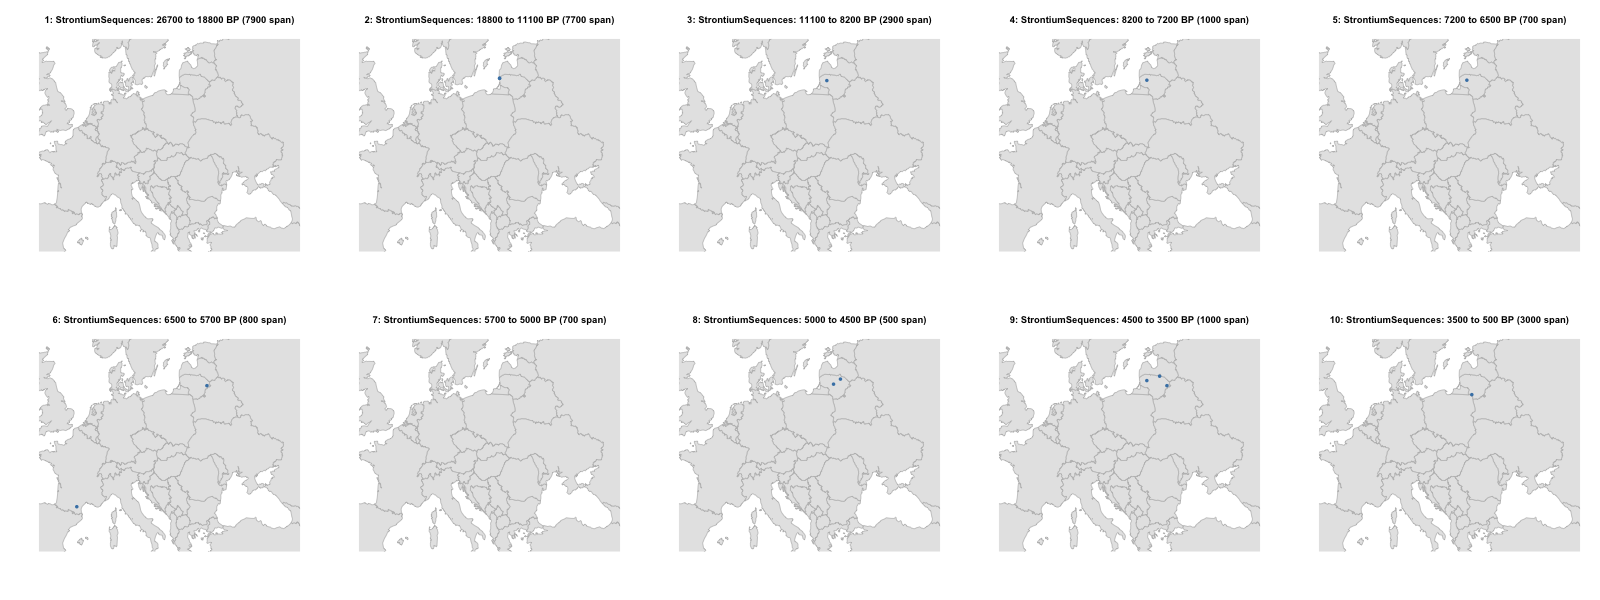 1: StrontiumSequences: 26700 to 18800 BP (7900 span)
2: StrontiumSequences: 18800 to 11100 BP (7700 span)
3: StrontiumSequences: 11100 to 8200 BP (2900 span)
4: StrontiumSequences: 8200 to 7200 BP (1000 span)
5: StrontiumSequences: 7200 to 6500 BP (700 span)
6: StrontiumSequences: 6500 to 5700 BP (800 span)
7: StrontiumSequences: 5700 to 5000 BP (700 span)
8: StrontiumSequences: 5000 to 4500 BP (500 span)
9: StrontiumSequences: 4500 to 3500 BP (1000 span)
10: StrontiumSequences: 3500 to 500 BP (3000 span)